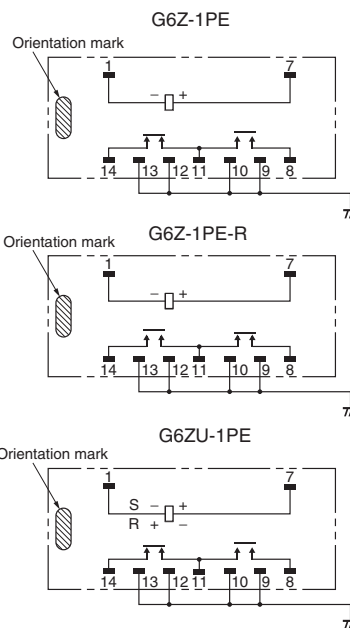 G6Z-1PE
Orientation mark
1 7
− +
14 13 12 11 10 9 8
G6Z-1PE-R
Orientation mark
1 7
− +
14 13 12 11 10 9 8
G6ZU-1PE
Orientation mark
1 7
S − +
R + −
14 13 12 11 10 9 8